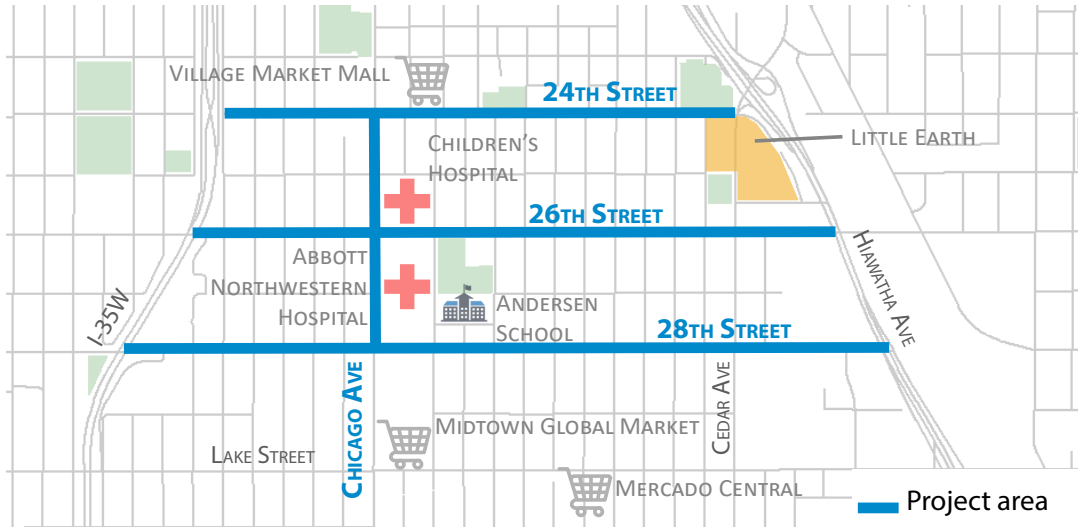 Village Market Mall
24th Street
Children's
Hospital
Little Earth
26th Street
Abbott
Northwestern
Hospital
Hiawatha Ave
I-35W
Andersen
School
28th Street
Chicago Ave
Cedar Ave
Midtown Global Market
Lake Street
Mercado Central
Project area